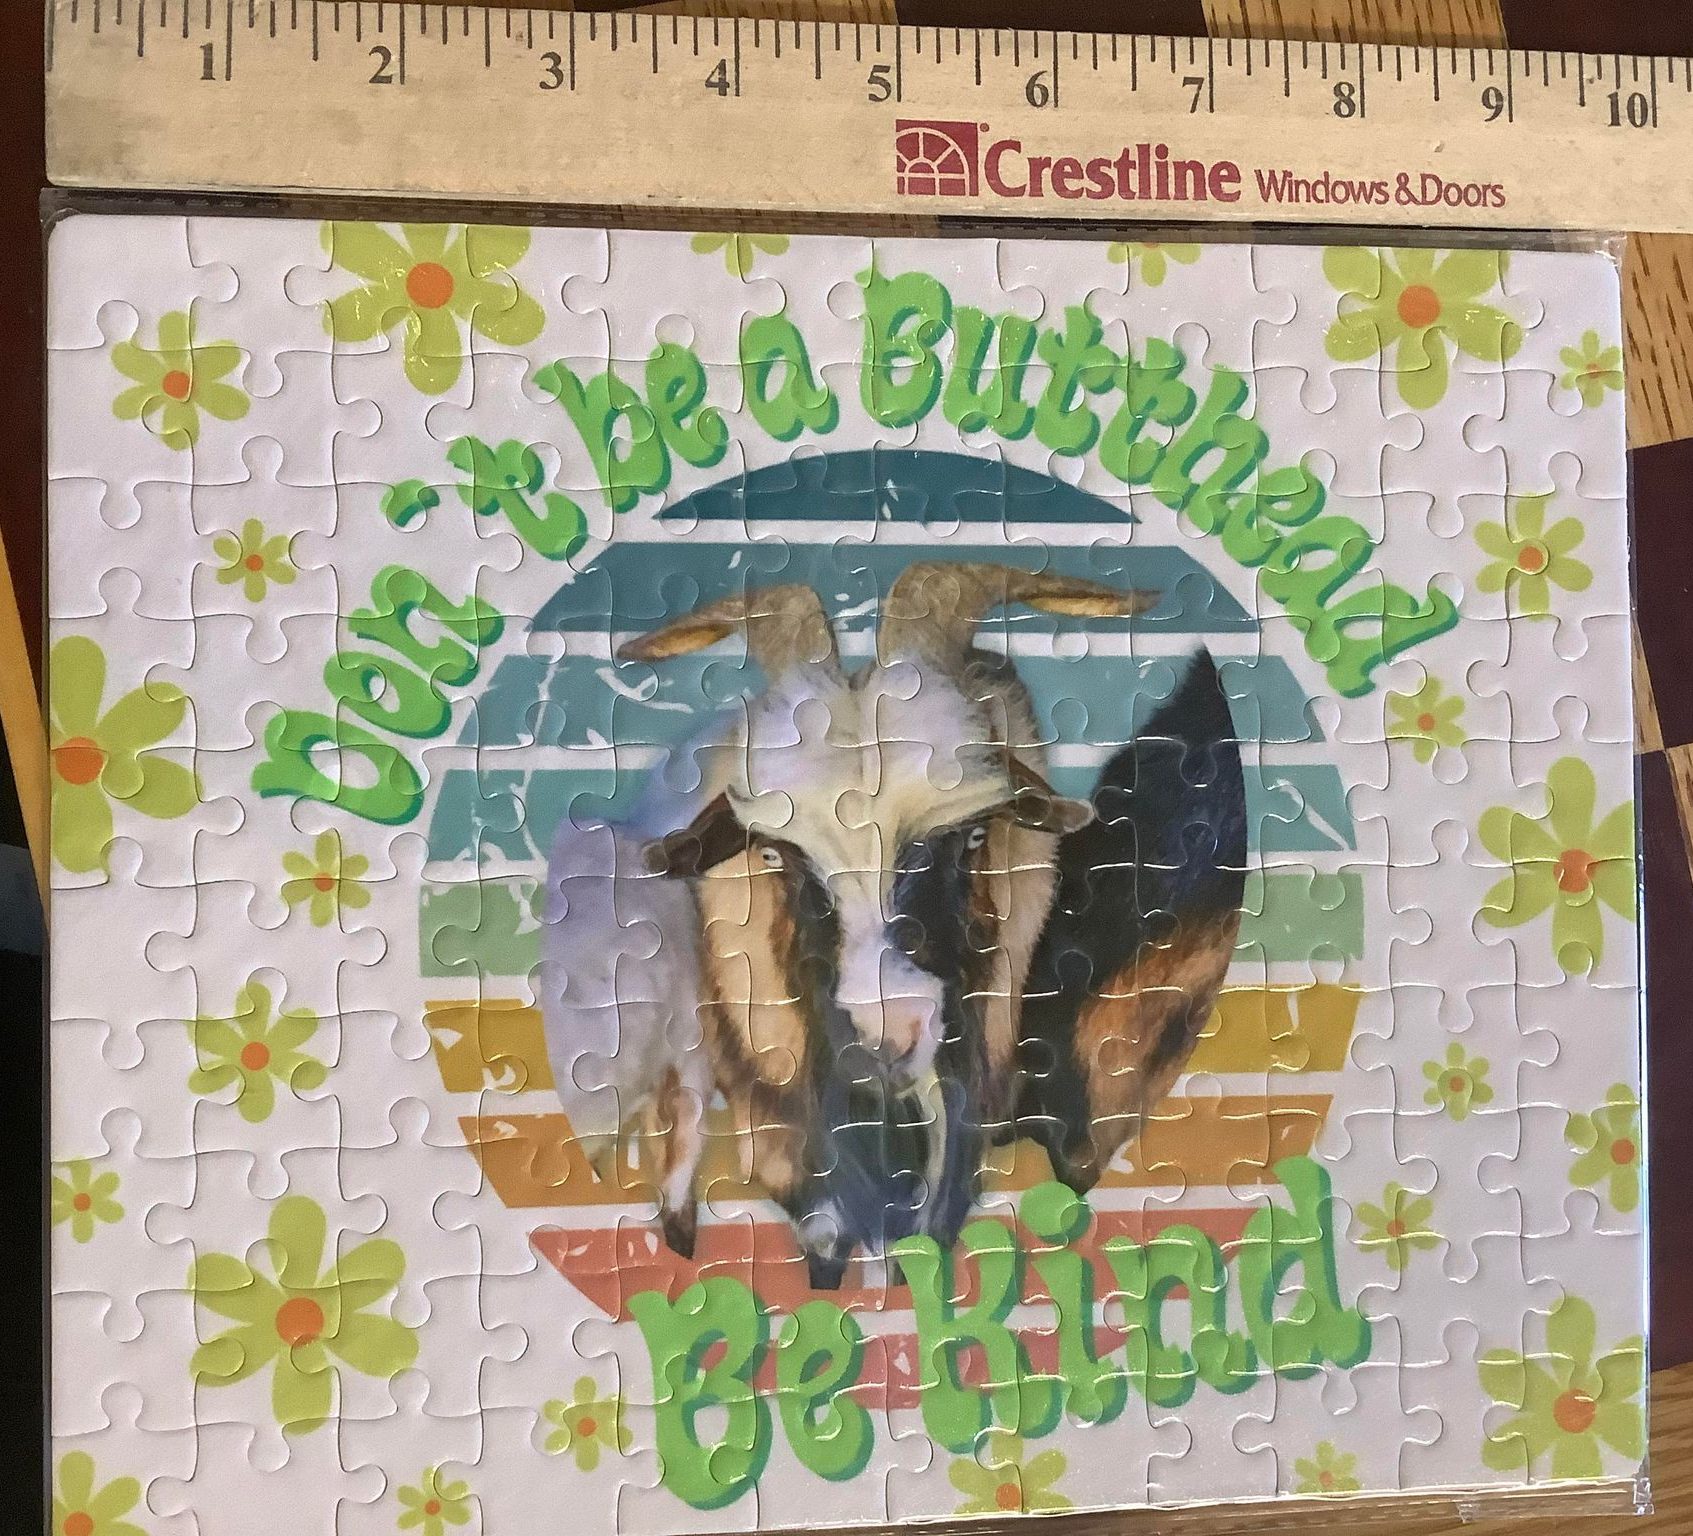 1 2 3 4 5 6 7 8 9 10
Crestline Windows & Doors
Don't be a Butthead
Be Kind